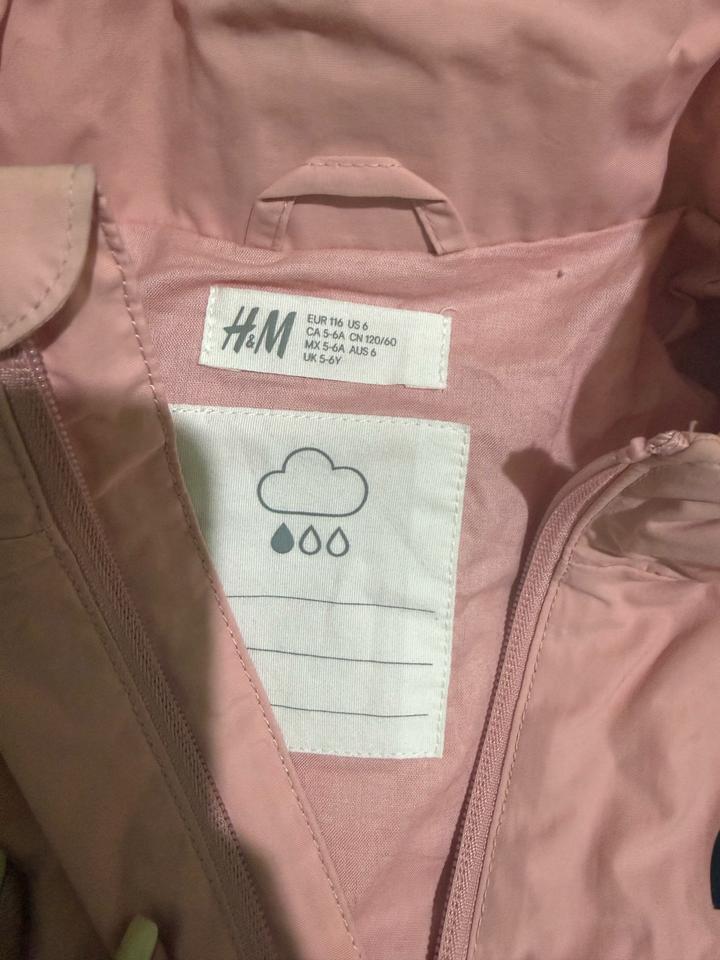 H&M
EUR 116 US 6
CA 5-6A CN 120/60
MX 5-6A AUS 6
UK 5-6Y